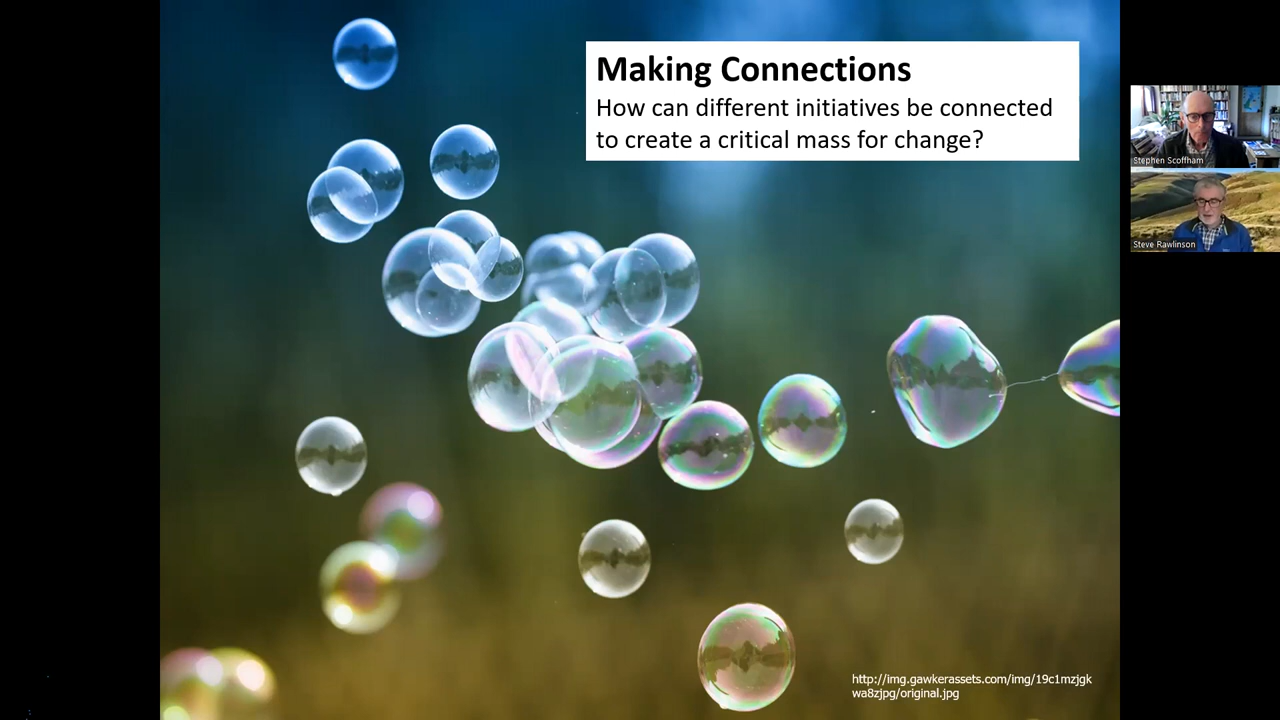 Making Connections
How can different initiatives be connected
to create a critical mass for change?
Stephen Scoffham
Steve Rawlinson
http://img.gawkerassets.com/img/19c1mzjgk
wa8zjpg/original.jpg